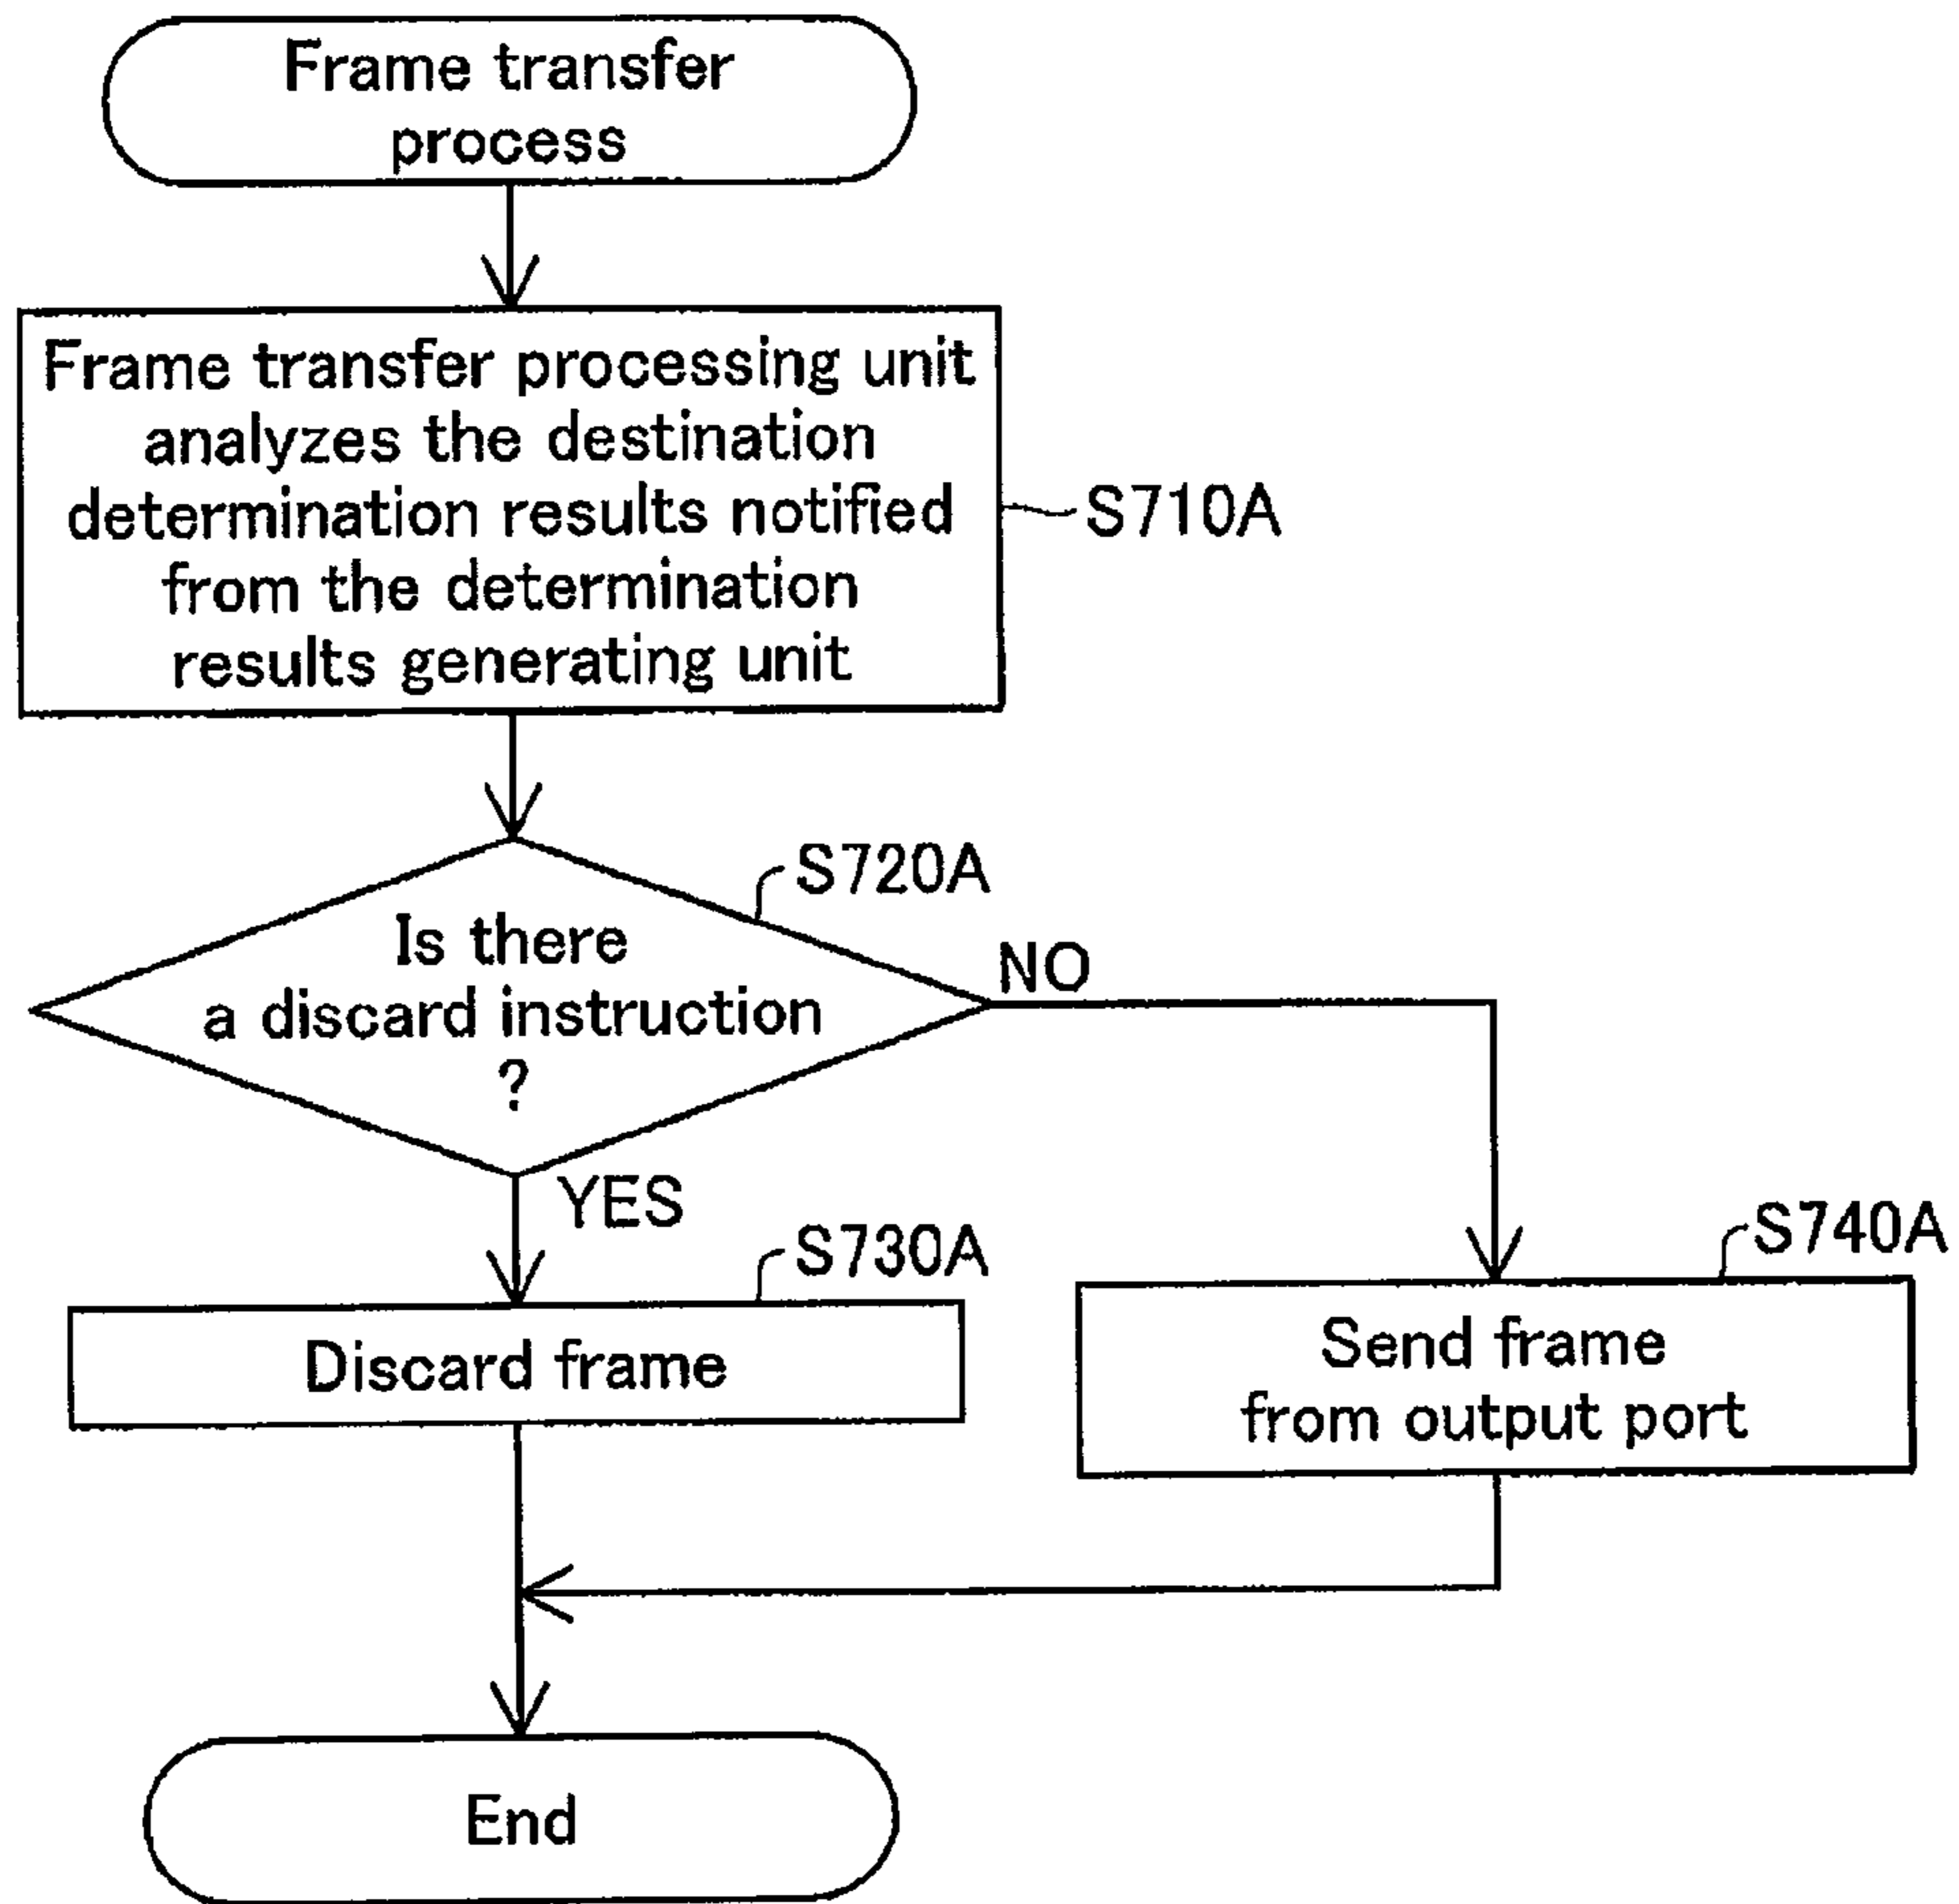 Frame transfer
process
Frame transfer processing unit
analyzes the destination
determination results notified
from the determination
results generating unit
S710A
S720A
Is there
a discard instruction
?
NO
YES
S730A
Discard frame
S740A
Send frame
from output port
End